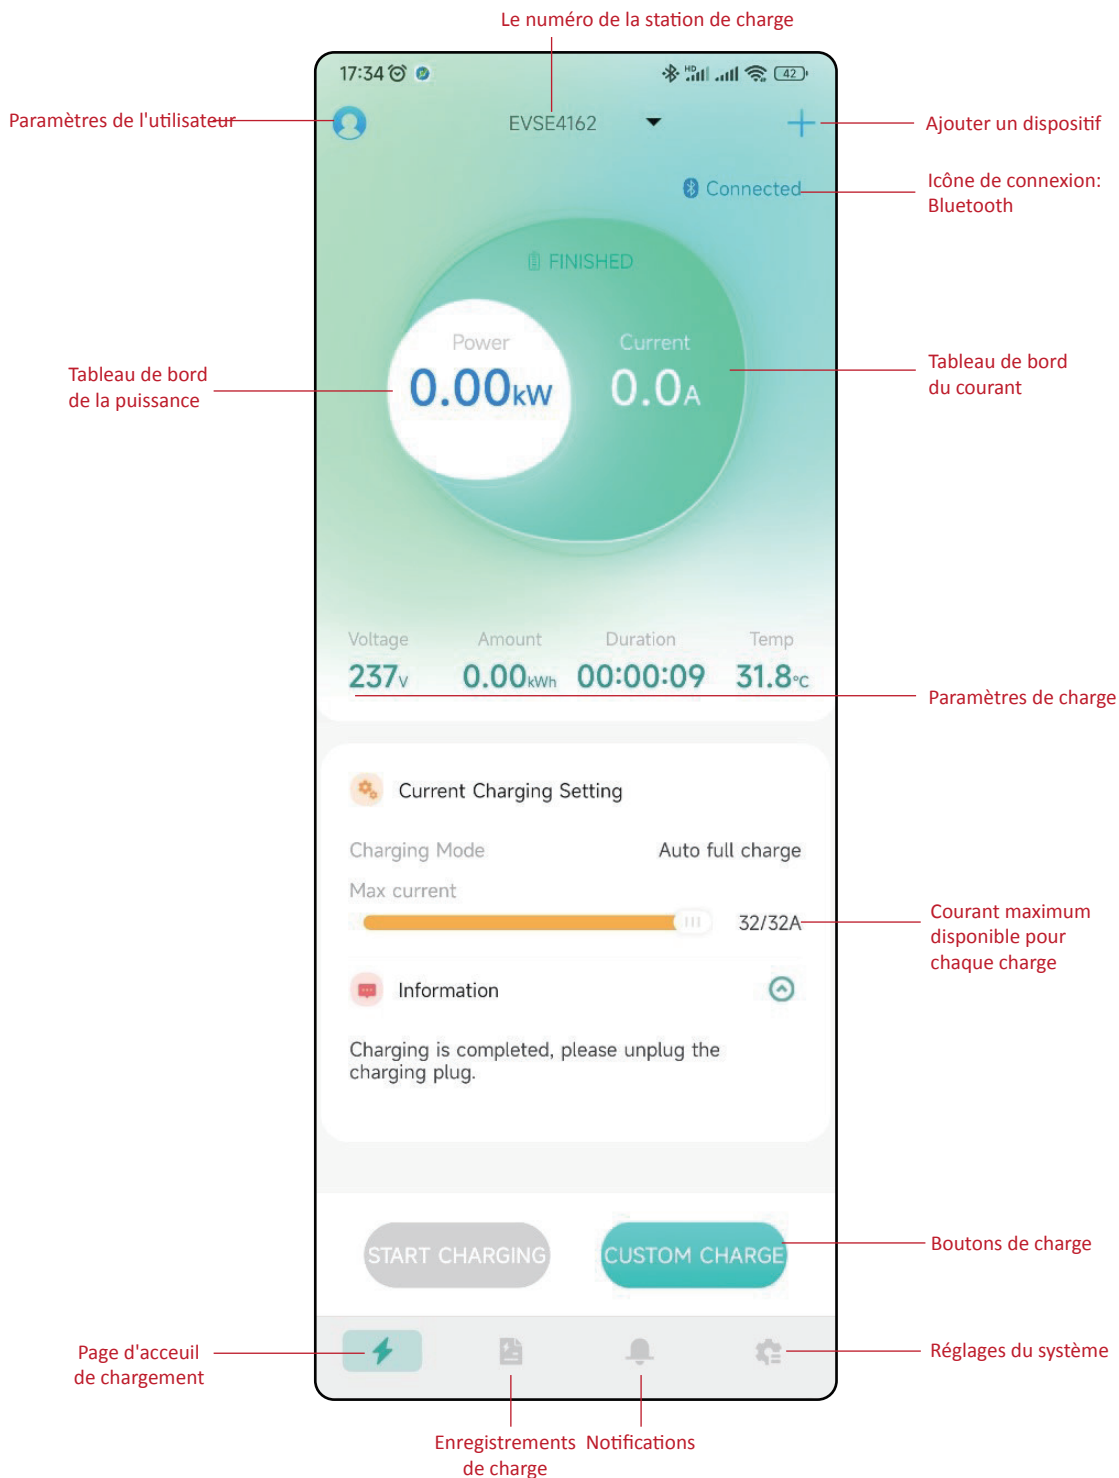 Le numéro de la station de charge
17:34
HD
42
Paramètres de l'utilisateur
EVSE4162
Ajouter un dispositif
Connected
Icône de connexion:
Bluetooth
FINISHED
Power
Current
0.00kW
0.0A
Tableau de bord
de la puissance
Tableau de bord
du courant
Voltage Amount Duration Temp
237V 0.00kWh 00:00:09 31.8°C
Paramètres de charge
Current Charging Setting
Charging Mode Auto full charge
Max current
32/32A
Courant maximum
disponible pour
chaque charge
Information
Charging is completed, please unplug the
charging plug.
START CHARGING CUSTOM CHARGE
Boutons de charge
Page d'acceuil
de chargement
Réglages du système
Enregistrements
de charge
Notifications